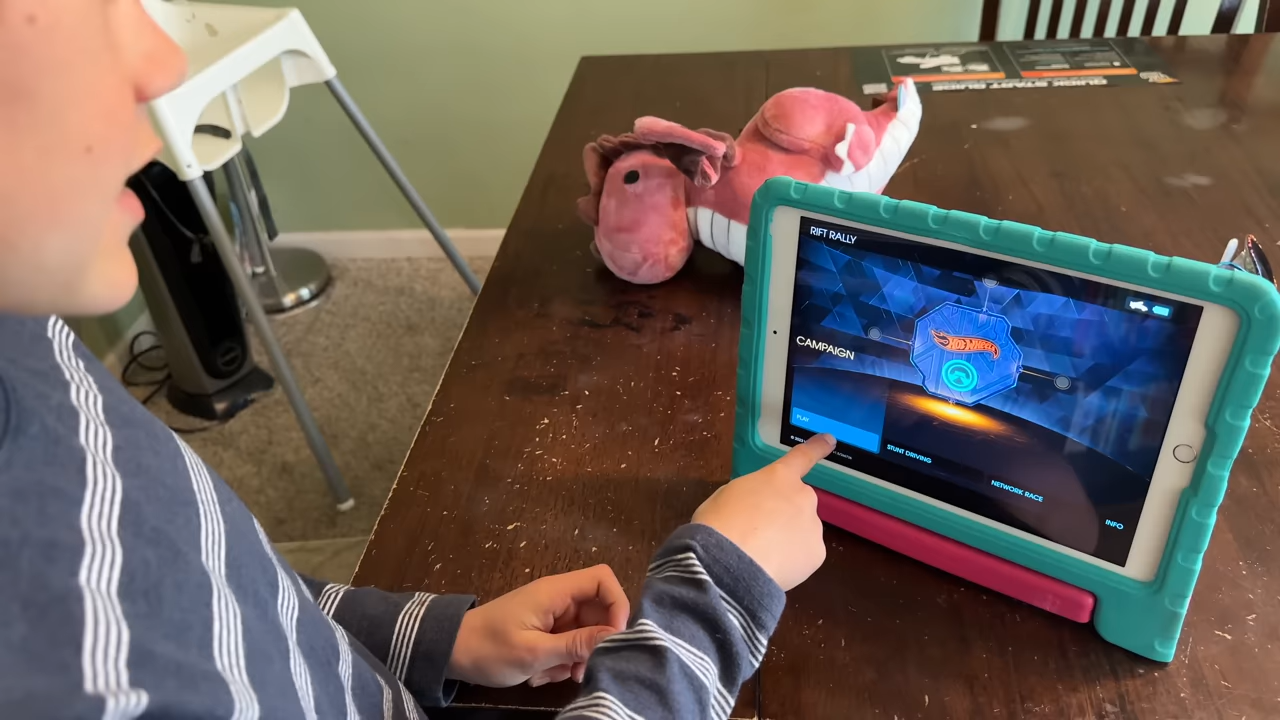 QUICK START GUIDE
RIFT RALLY
HOT WHEELS
CAMPAIGN
PLAY
STUNT DRIVING
NETWORK RACE
INFO